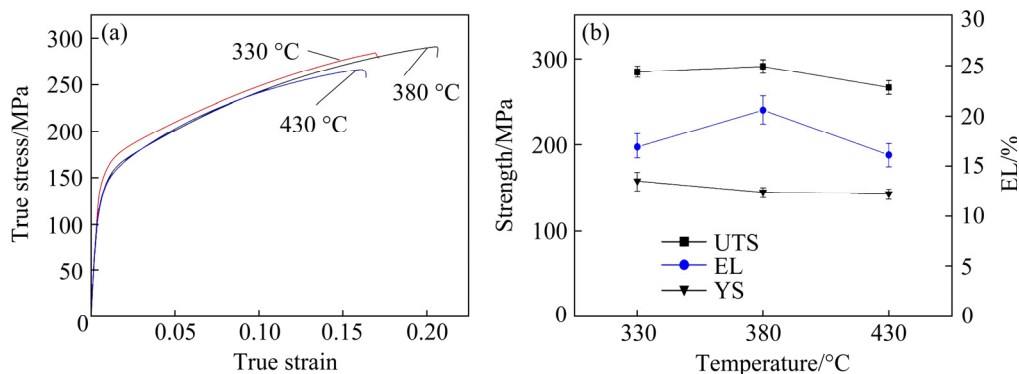 (a)
True stress/MPa
300
250
200
150
100
50
0
330 °C
380 °C
430 °C
0.05
0.10
0.15
0.20
True strain
(b)
Strength/MPa
300
200
150
100
0
UTS
EL
YS
330
380
430
Temperature/°C
30
25
20
15
10
5
0
EL/%